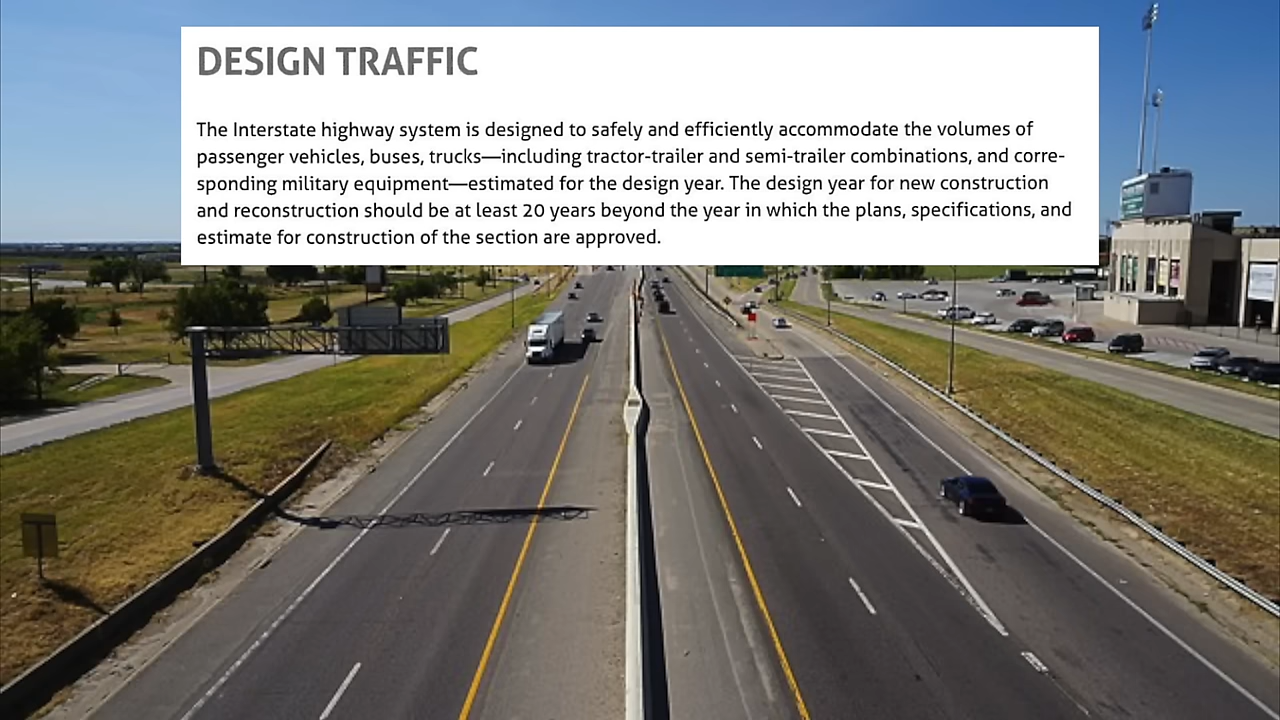 DESIGN TRAFFIC
The Interstate highway system is designed to safely and efficiently accommodate the volumes of
passenger vehicles, buses, trucks—including tractor-trailer and semi-trailer combinations, and corre-
sponding military equipment—estimated for the design year. The design year for new construction
and reconstruction should be at least 20 years beyond the year in which the plans, specifications, and
estimate for construction of the section are approved.